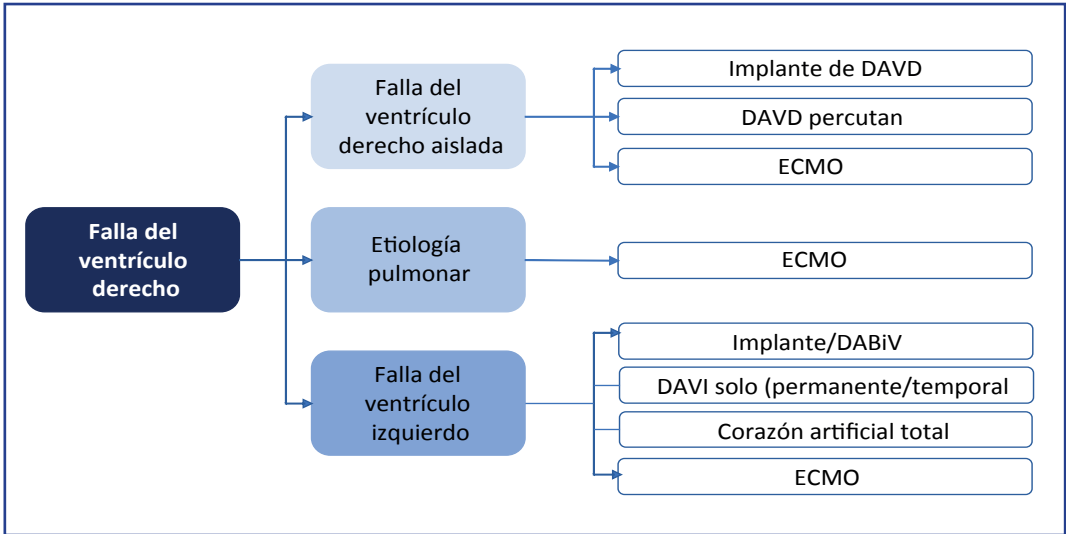 Falla del
ventrículo
derecho
Falla del
ventrículo
derecho aislada
Implante de DAVD
DAVD percutan
ECMO
Etiología
pulmonar
ECMO
Falla del
ventrículo
izquierdo
Implante/DABiV
DAVI solo (permanente/temporal
Corazón artificial total
ECMO